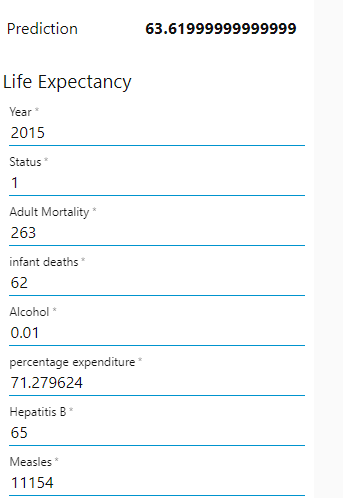 Prediction 63.61999999999999
Life Expectancy
Year *
2015
Status *
1
Adult Mortality *
263
infant deaths *
62
Alcohol *
0.01
percentage expenditure *
71.279624
Hepatitis B *
65
Measles *
11154